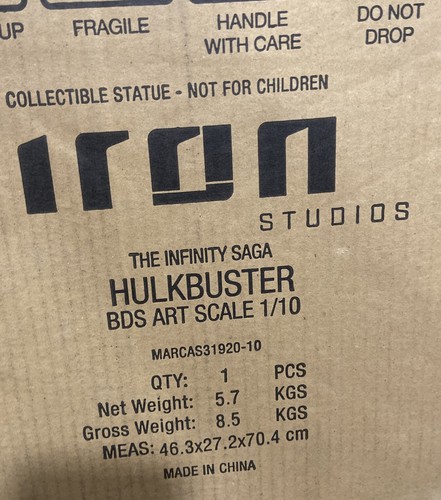 UP FRAGILE HANDLE WITH CARE DO NOT DROP
COLLECTIBLE STATUE - NOT FOR CHILDREN
Iron
STUDIOS
THE INFINITY SAGA
HULKBUSTER
BDS ART SCALE 1/10
MARCAS31920-10
QTY: 1 PCS
Net Weight: 5.7 KGS
Gross Weight: 8.5 KGS
MEAS: 46.3x27.2x70.4 cm
MADE IN CHINA